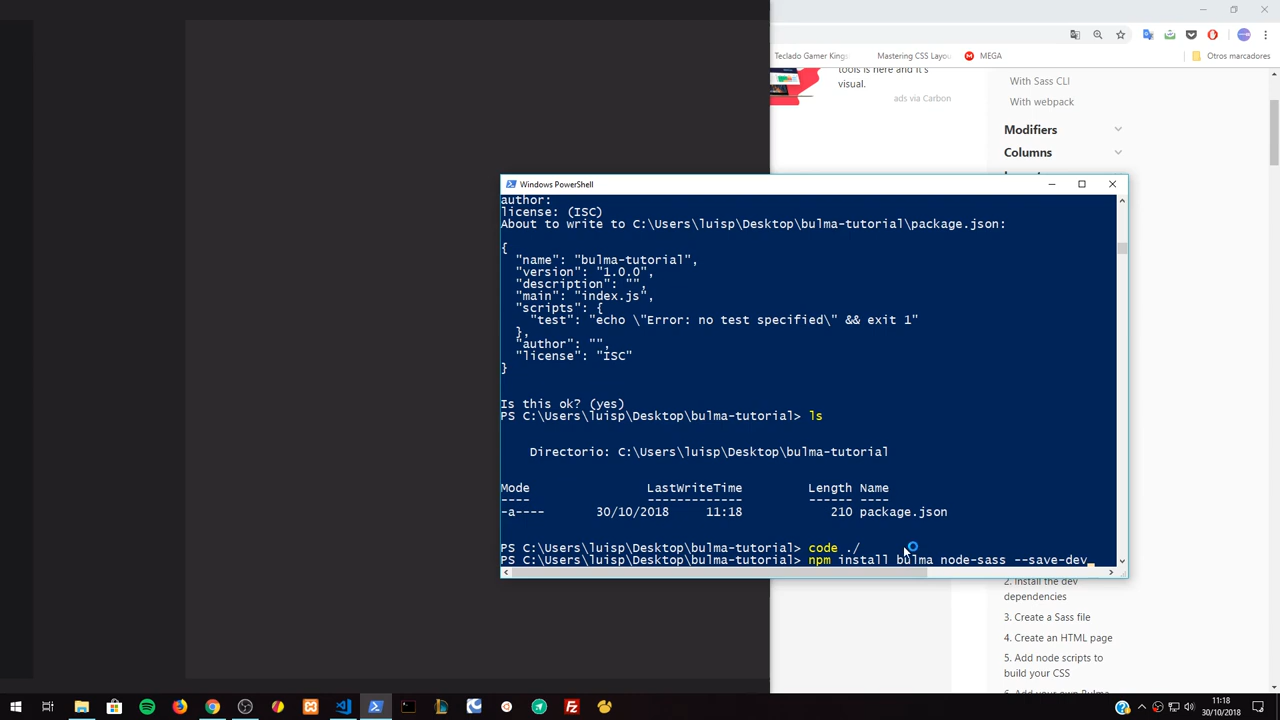 Teclado Gamer Kings
Mastering CSS Layou
MEGA
Otros marcadores
tools is here and it's
visual.
ads via Carbon
With Sass CLI
With webpack
Modifiers
Columns
Windows PowerShell
author:
license: (ISC)
About to write to C:\Users\luisp\Desktop\bulma-tutorial\package.json:
{
"name": "bulma-tutorial",
"version": "1.0.0",
"description": "",
"main": "index.js",
"scripts": {
"test": "echo \"Error: no test specified\" && exit 1"
},
"author": "",
"license": "ISC"
}
Is this ok? (yes)
PS C:\Users\luisp\Desktop\bulma-tutorial> ls
Directorio: C:\Users\luisp\Desktop\bulma-tutorial
Mode LastWriteTime Length Name
---- ------------- ------ ----
-a---- 30/10/2018 11:18 210 package.json
PS C:\Users\luisp\Desktop\bulma-tutorial> code ./
PS C:\Users\luisp\Desktop\bulma-tutorial> npm install bulma node-sass --save-dev
2. Install the dev
dependencies
3. Create a Sass file
4. Create an HTML page
5. Add node scripts to
build your CSS
11:18
30/10/2018